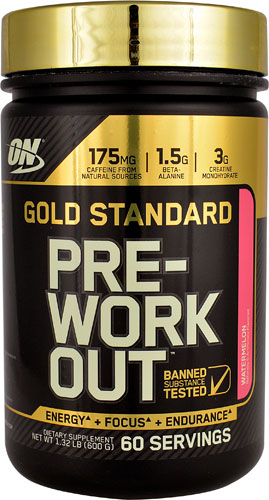 ON
175MG 1.5G 3G
CAFFEINE FROM BETA- CREATINE
NATURAL SOURCES ALANINE MONOHYDRATE
GOLD STANDARD
PRE-
WORK
OUT™
BANNED
SUBSTANCE
TESTED
WATERMELON
ENERGY▲ + FOCUS▲ + ENDURANCE▲
DIETARY SUPPLEMENT
NET WT. 1.32 LB (600 G)
60 SERVINGS